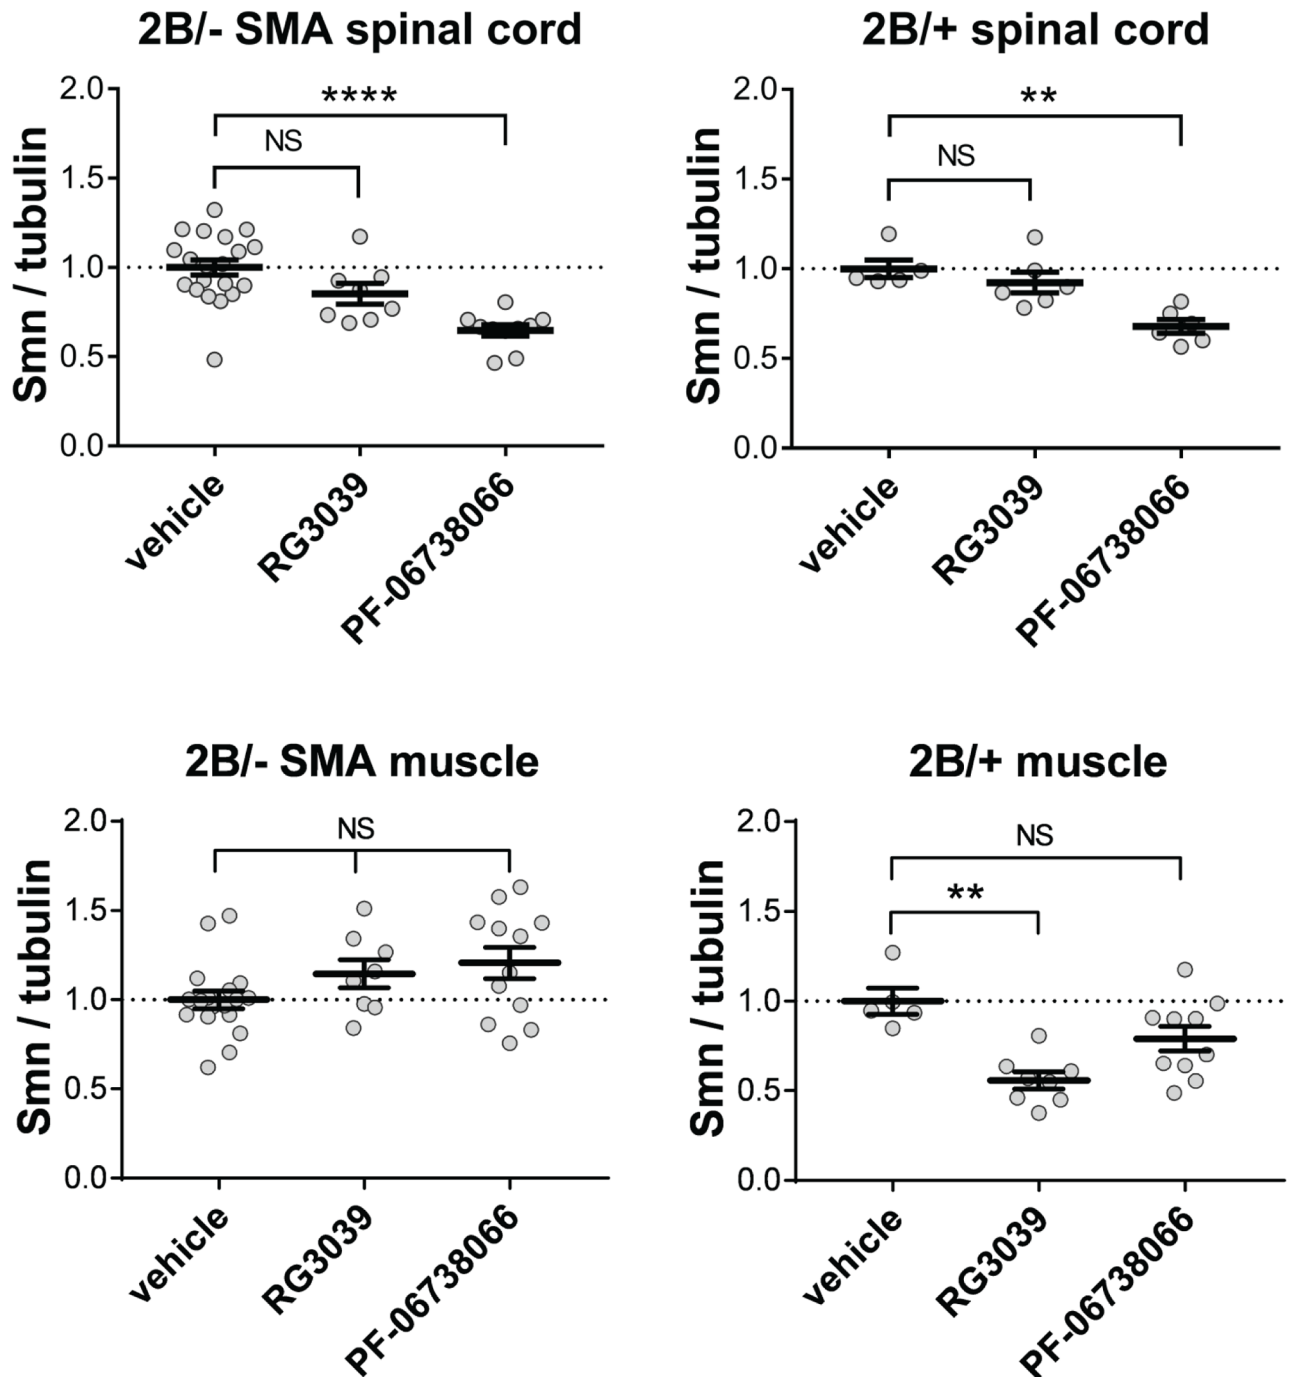 2B/- SMA spinal cord
Smn / tubulin
2.0
1.5
1.0
0.5
0.0
****
NS
vehicle
RG3039
PF-06738066
2B/+ spinal cord
Smn / tubulin
2.0
1.5
1.0
0.5
0.0
**
NS
vehicle
RG3039
PF-06738066
2B/- SMA muscle
Smn / tubulin
2.0
1.5
1.0
0.5
0.0
NS
vehicle
RG3039
PF-06738066
2B/+ muscle
Smn / tubulin
2.0
1.5
1.0
0.5
0.0
NS
**
vehicle
RG3039
PF-06738066